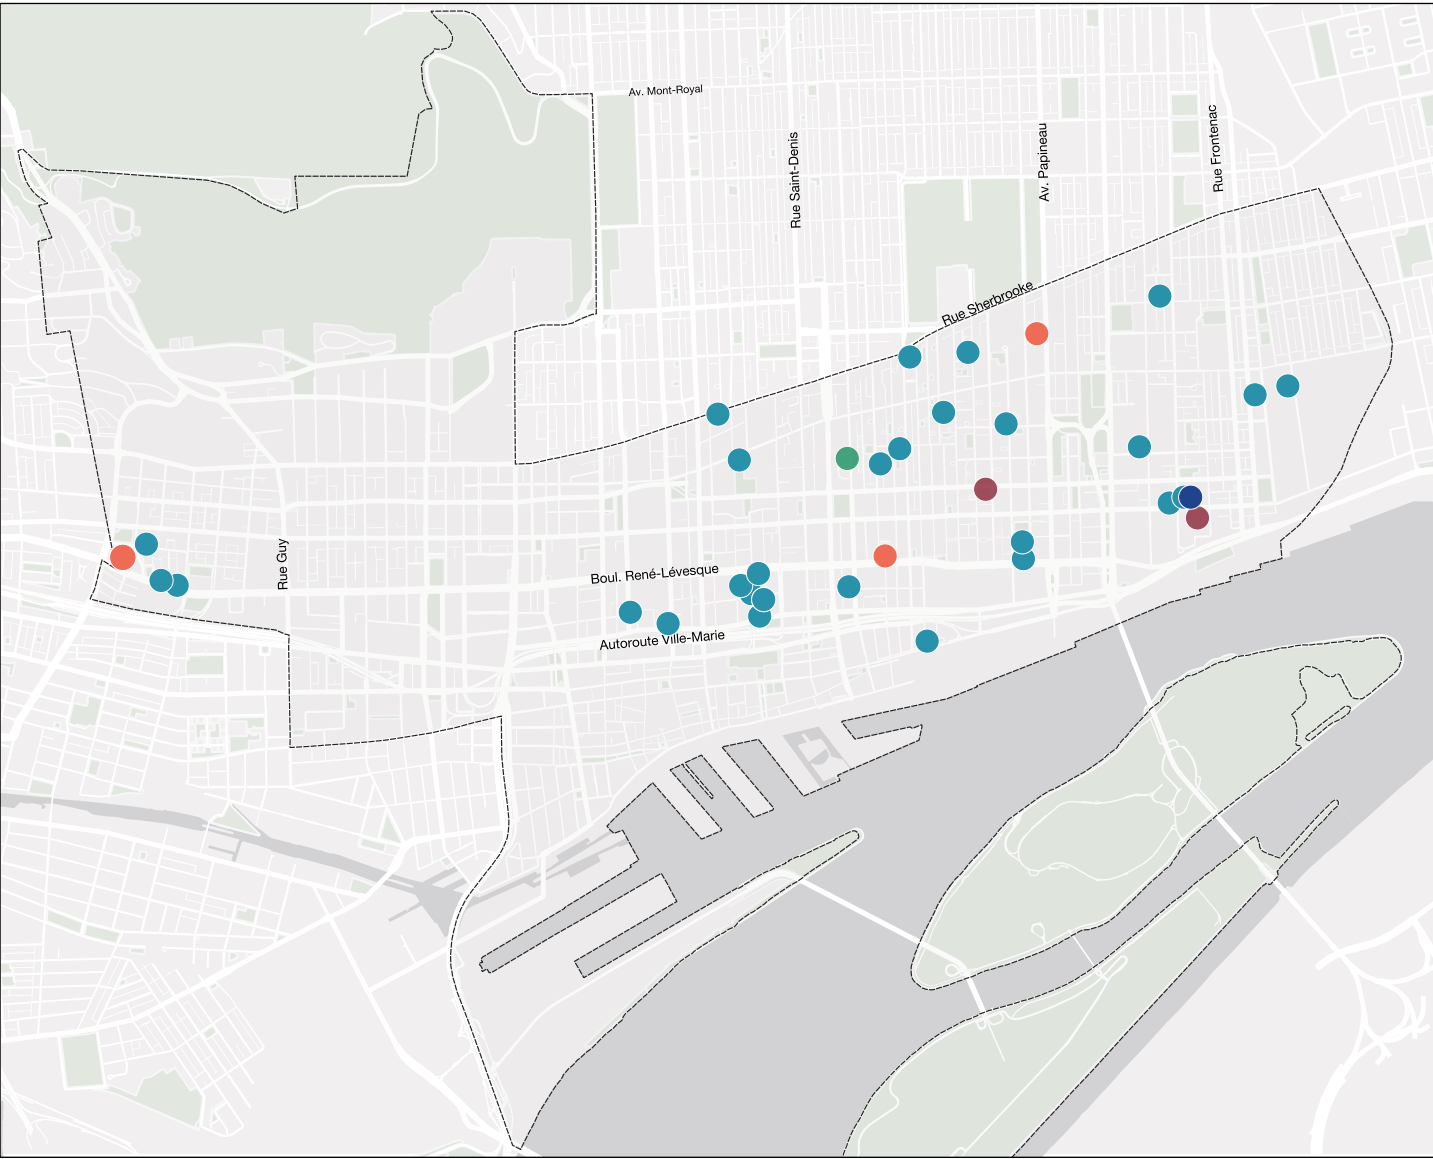 Av. Mont-Royal
Rue Saint-Denis
Av. Papineau
Rue Frontenac
Rue Sherbrooke
Rue Guy
Boul. René-Lévesque
Autoroute Ville-Marie